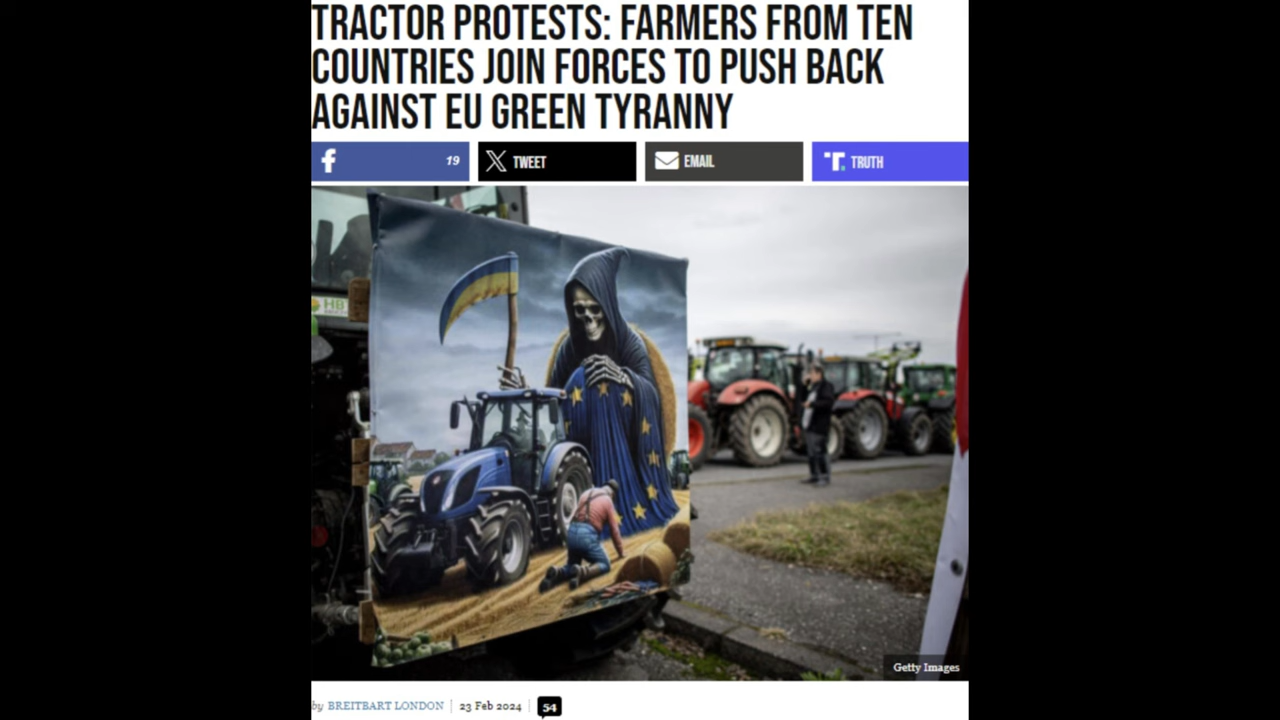 TRACTOR PROTESTS: FARMERS FROM TEN
COUNTRIES JOIN FORCES TO PUSH BACK
AGAINST EU GREEN TYRANNY
19
TWEET
EMAIL
TRUTH
HB
Getty Images
by BREITBART LONDON 23 Feb 2024 54